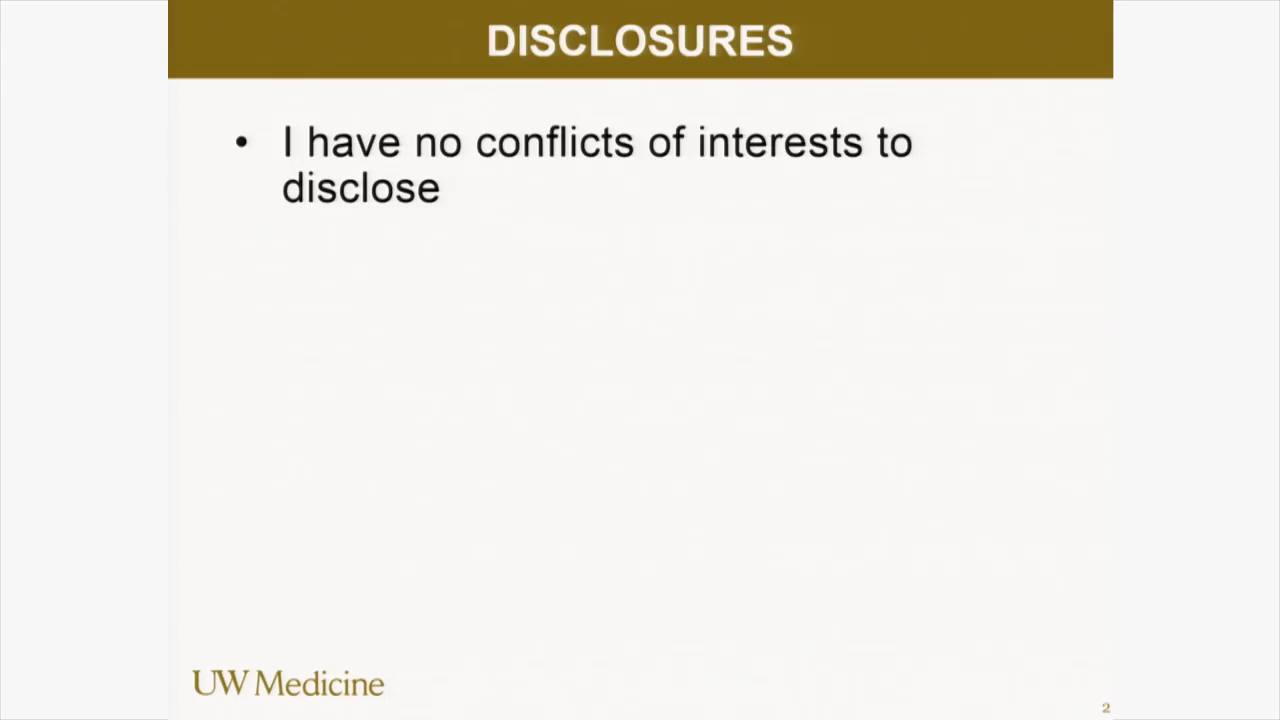 DISCLOSURES
• I have no conflicts of interests to
disclose
UW Medicine
2